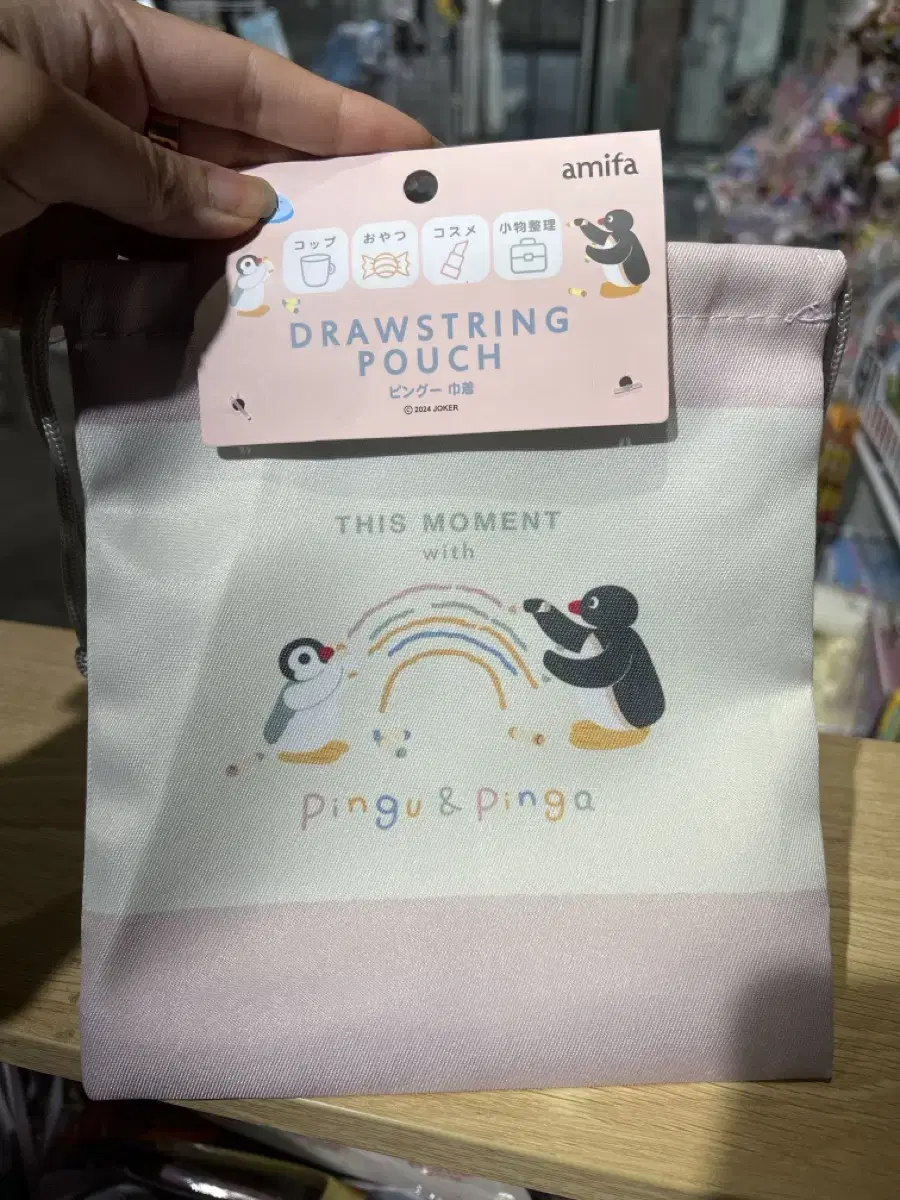 amifa
コップ
おやつ
コスメ
小物整理
DRAWSTRING
POUCH
ピングー 巾着
©2024 JOKER
THIS MOMENT
with
pingu & pinga